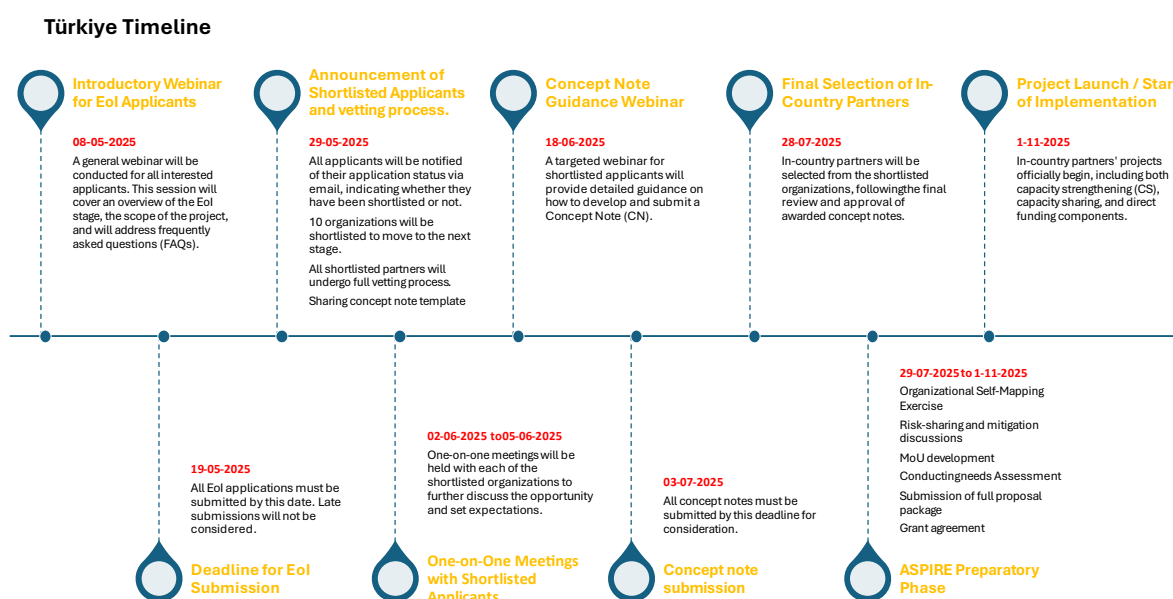 Türkiye Timeline
Introductory Webinar
for EoI Applicants
08-05-2025
A general webinar will be
conducted for all interested
applicants. This session will
cover an overview of the EoI
stage, the scope of the project,
and will address frequently
asked questions (FAQs).
Announcement of
Shortlisted Applicants
and vetting process.
29-05-2025
All applicants will be notified
of their application status via
email, indicating whether they
have been shortlisted or not.
10 organizations will be
shortlisted to move to the next
stage.
All shortlisted partners will
undergo full vetting process.
Sharing concept note template
Concept Note
Guidance Webinar
18-06-2025
A targeted webinar for
shortlisted applicants will
provide detailed guidance on
how to develop and submit a
Concept Note (CN).
Final Selection of In-
Country Partners
28-07-2025
In-country partners will be
selected from the shortlisted
organizations, followingthe final
review and approval of
awarded concept notes.
Project Launch / Star
of Implementation
1-11-2025
In-country partners' projects
officially begin, including both
capacity strengthening (CS),
capacity sharing, and direct
funding components.
19-05-2025
All EoI applications must be
submitted by this date. Late
submissions will not be
considered.
Deadline for EoI
Submission
02-06-2025 to05-06-2025
One-on-one meetings will be
held with each of the
shortlisted organizations to
further discuss the opportunity
and set expectations.
One-on-One Meetings
with Shortlisted
Applicants
03-07-2025
All concept notes must be
submitted by this deadline for
consideration.
Concept note
submission
29-07-2025 to 1-11-2025
Organizational Self-Mapping
Exercise
Risk-sharing and mitigation
discussions
MoU development
Conductingneeds Assessment
Submission of full proposal
package
Grant agreement
ASPIRE Preparatory
Phase